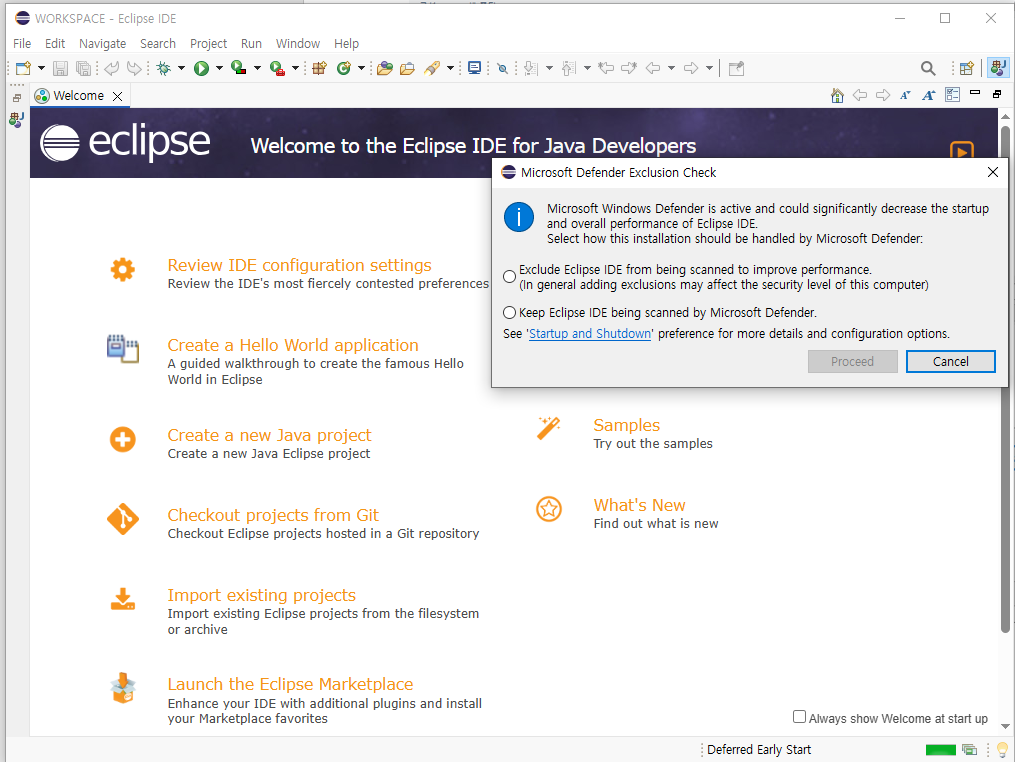 WORKSPACE - Eclipse IDE
File Edit Navigate Search Project Run Window Help
Welcome
eclipse
Welcome to the Eclipse IDE for Java Developers
Microsoft Defender Exclusion Check
Microsoft Windows Defender is active and could significantly decrease the startup
and overall performance of Eclipse IDE.
Select how this installation should be handled by Microsoft Defender:
Exclude Eclipse IDE from being scanned to improve performance.
(In general adding exclusions may affect the security level of this computer)
Keep Eclipse IDE being scanned by Microsoft Defender.
See 'Startup and Shutdown' preference for more details and configuration options.
Proceed
Cancel
Review IDE configuration settings
Review the IDE's most fiercely contested preferences
Create a Hello World application
A guided walkthrough to create the famous Hello
World in Eclipse
Create a new Java project
Create a new Java Eclipse project
Checkout projects from Git
Checkout Eclipse projects hosted in a Git repository
Import existing projects
Import existing Eclipse projects from the filesystem
or archive
Launch the Eclipse Marketplace
Enhance your IDE with additional plugins and install
your Marketplace favorites
Samples
Try out the samples
What's New
Find out what is new
Always show Welcome at start up
Deferred Early Start